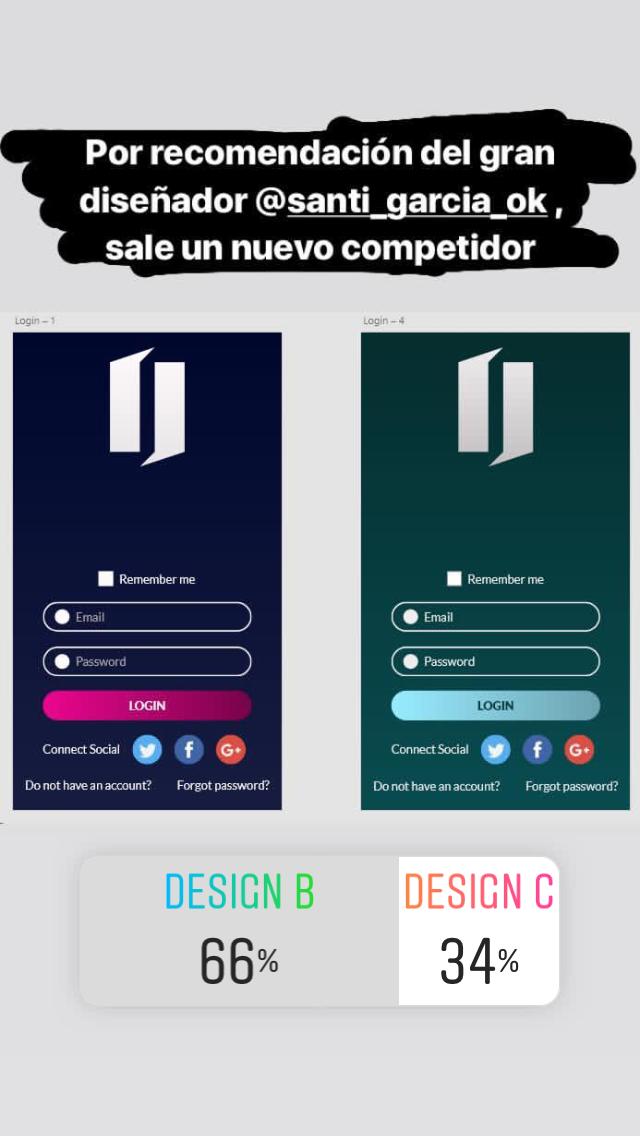 Por recomendación del gran
diseñador @santi_garcia_ok ,
sale un nuevo competidor
Login – 1
Remember me
Email
Password
LOGIN
Connect Social
G+
Do not have an account? Forgot password?
Login – 4
Remember me
Email
Password
LOGIN
Connect Social
G+
Do not have an account? Forgot password?
DESIGN B
66%
DESIGN C
34%